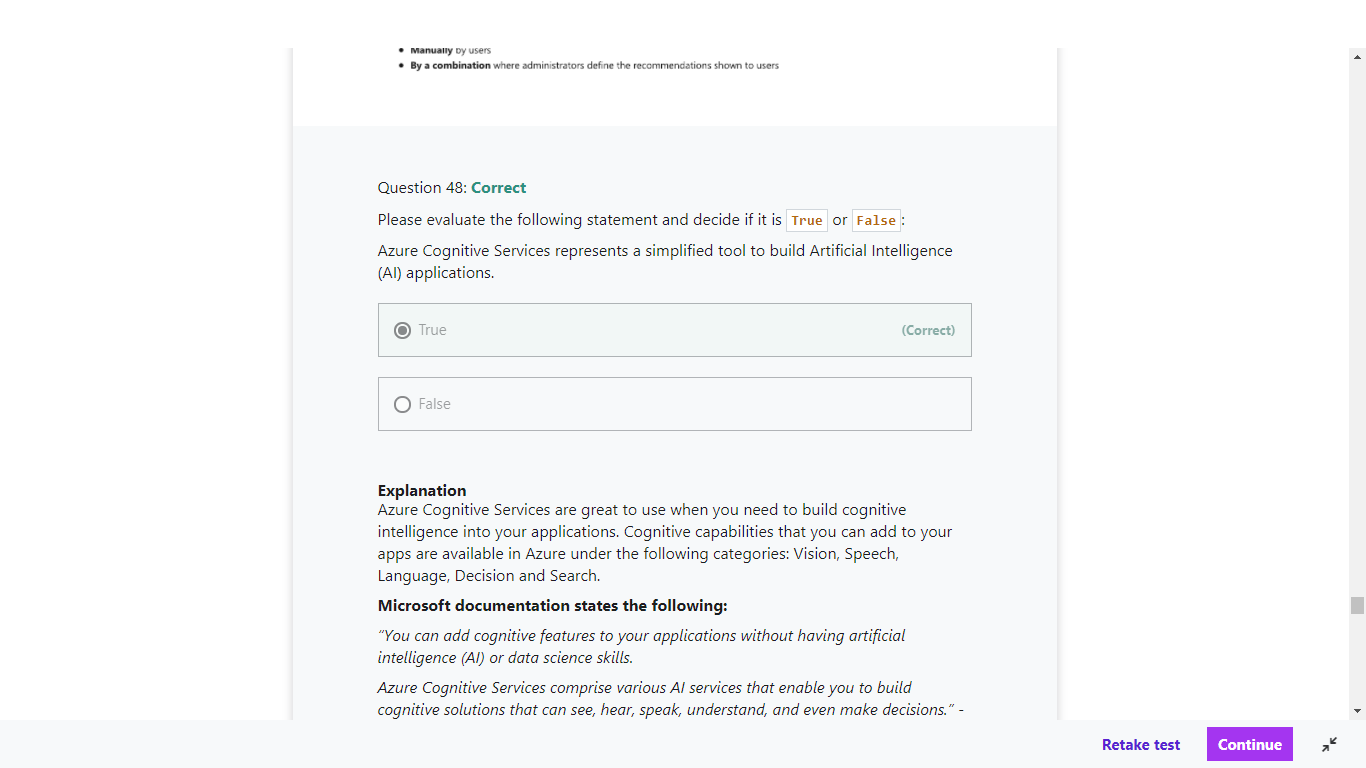 Manually by users
By a combination where administrators define the recommendations shown to users
Question 48: Correct
Please evaluate the following statement and decide if it is True or False:
Azure Cognitive Services represents a simplified tool to build Artificial Intelligence
(AI) applications.
True (Correct)
False
Explanation
Azure Cognitive Services are great to use when you need to build cognitive
intelligence into your applications. Cognitive capabilities that you can add to your
apps are available in Azure under the following categories: Vision, Speech,
Language, Decision and Search.
Microsoft documentation states the following:
“You can add cognitive features to your applications without having artificial
intelligence (AI) or data science skills.
Azure Cognitive Services comprise various AI services that enable you to build
cognitive solutions that can see, hear, speak, understand, and even make decisions.” -
Retake test Continue